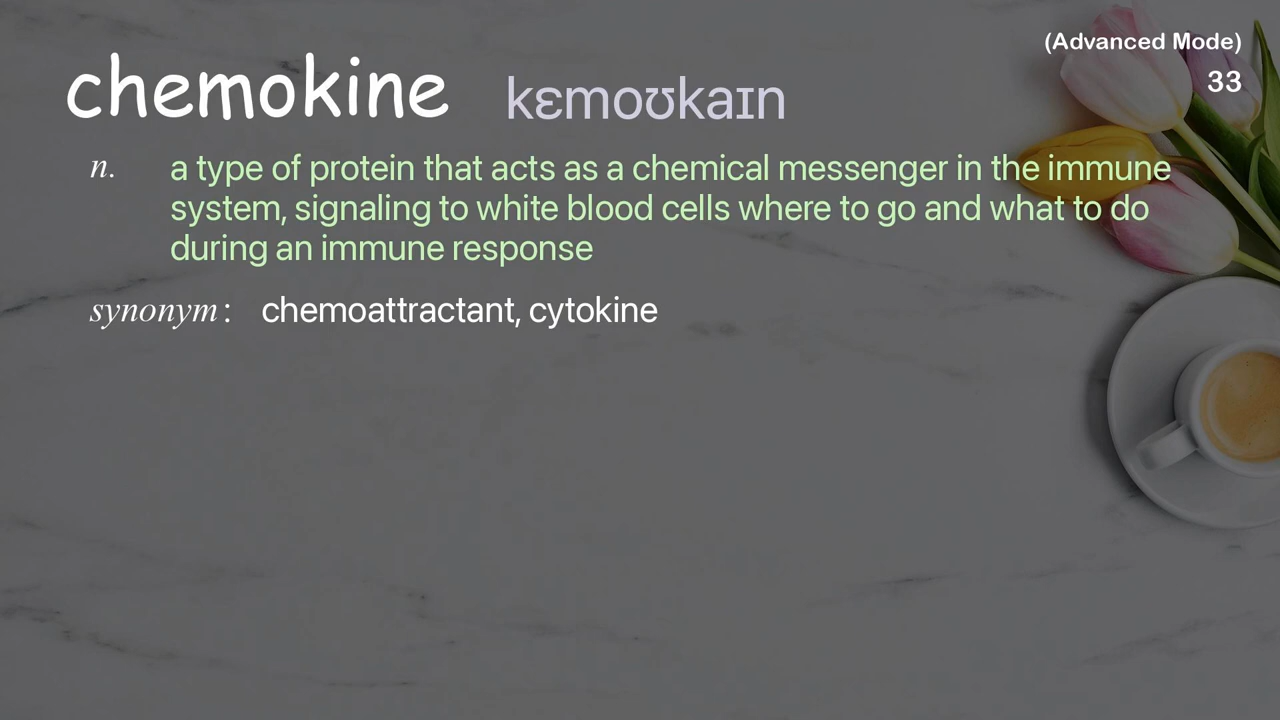 (Advanced Mode)
33
chemokine kɛmoʊkaɪn
n. a type of protein that acts as a chemical messenger in the immune
system, signaling to white blood cells where to go and what to do
during an immune response
synonym: chemoattractant, cytokine